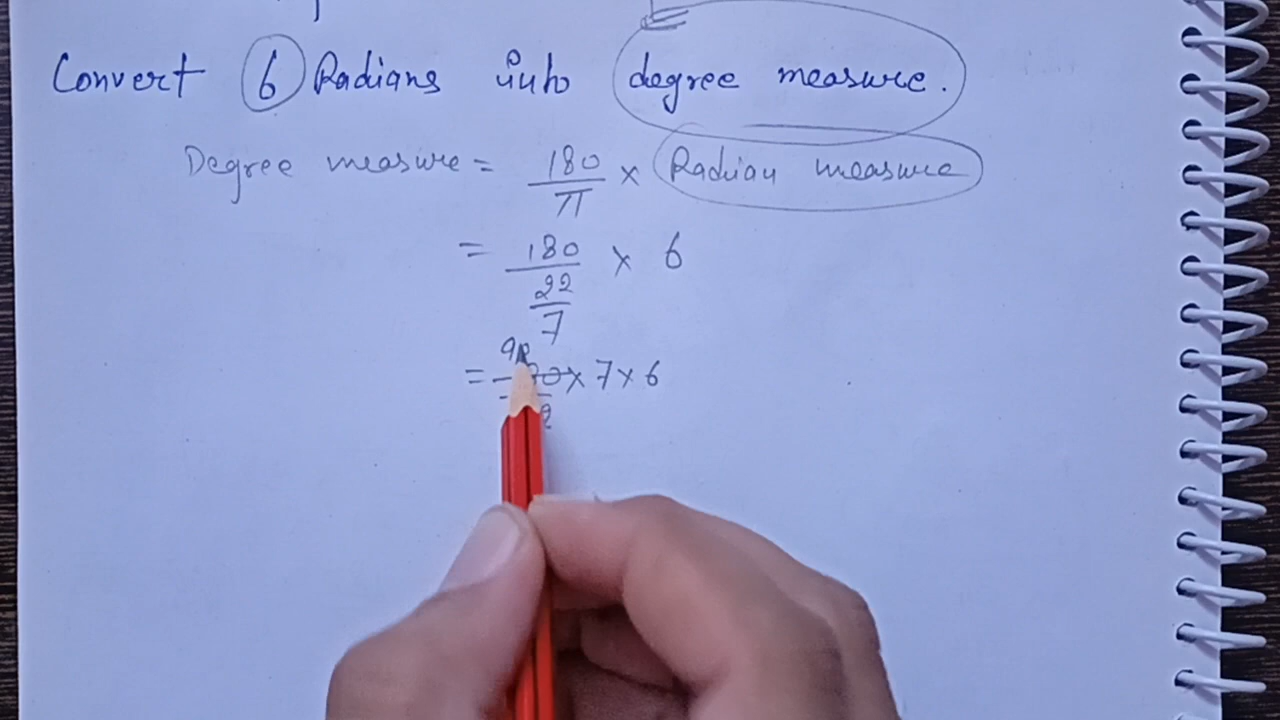 Convert 6 Radians into degree measure.
Degree measure = 180/π × Radian measure
= 180/(22/7) × 6
= × 7 × 6